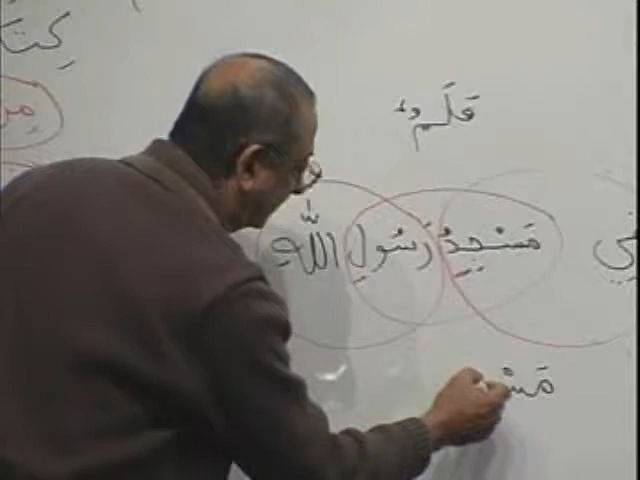 كِتَا
قَلَمٌ
مِن
فِي مَسْجِدُِ رَسُولِ اللّٰهِ
مَسْ